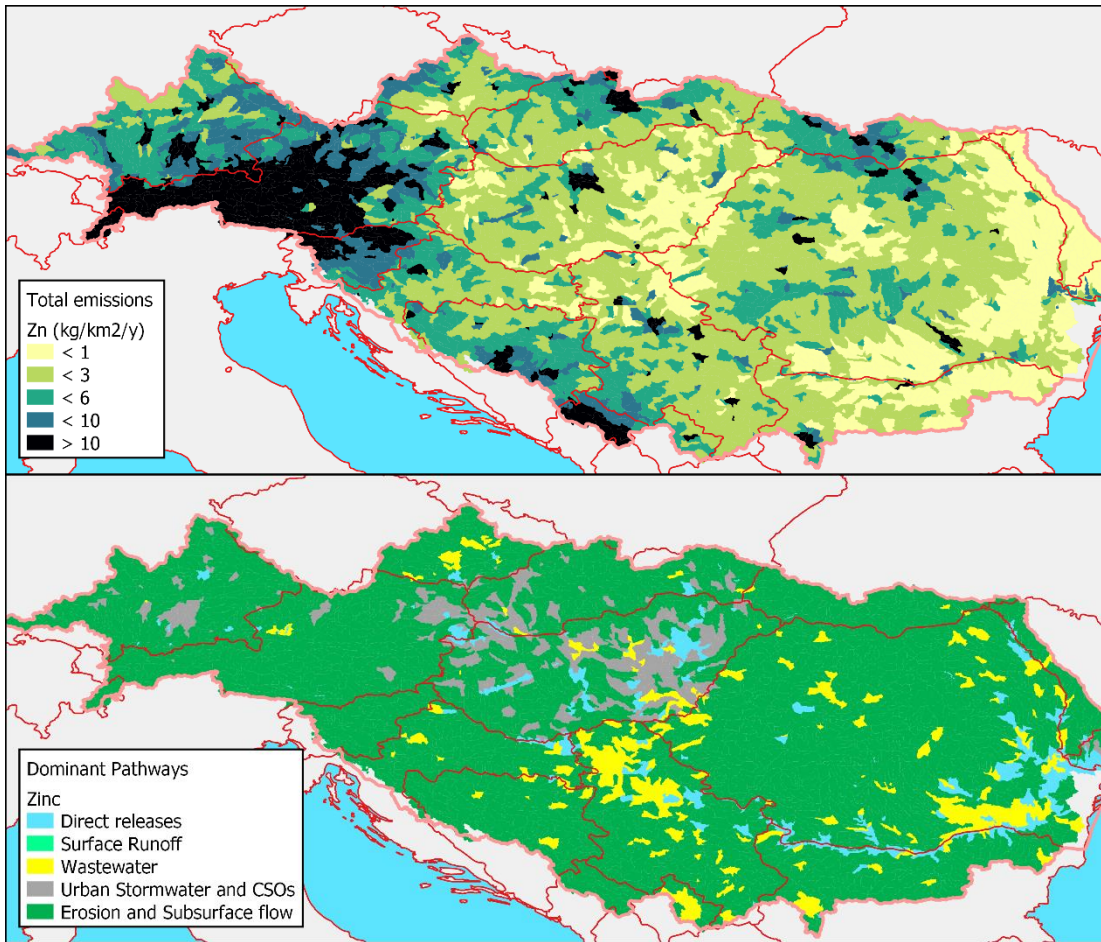 Total emissions
Zn (kg/km2/y)
< 1
< 3
< 6
< 10
> 10
Dominant Pathways
Zinc
Direct releases
Surface Runoff
Wastewater
Urban Stormwater and CSOs
Erosion and Subsurface flow